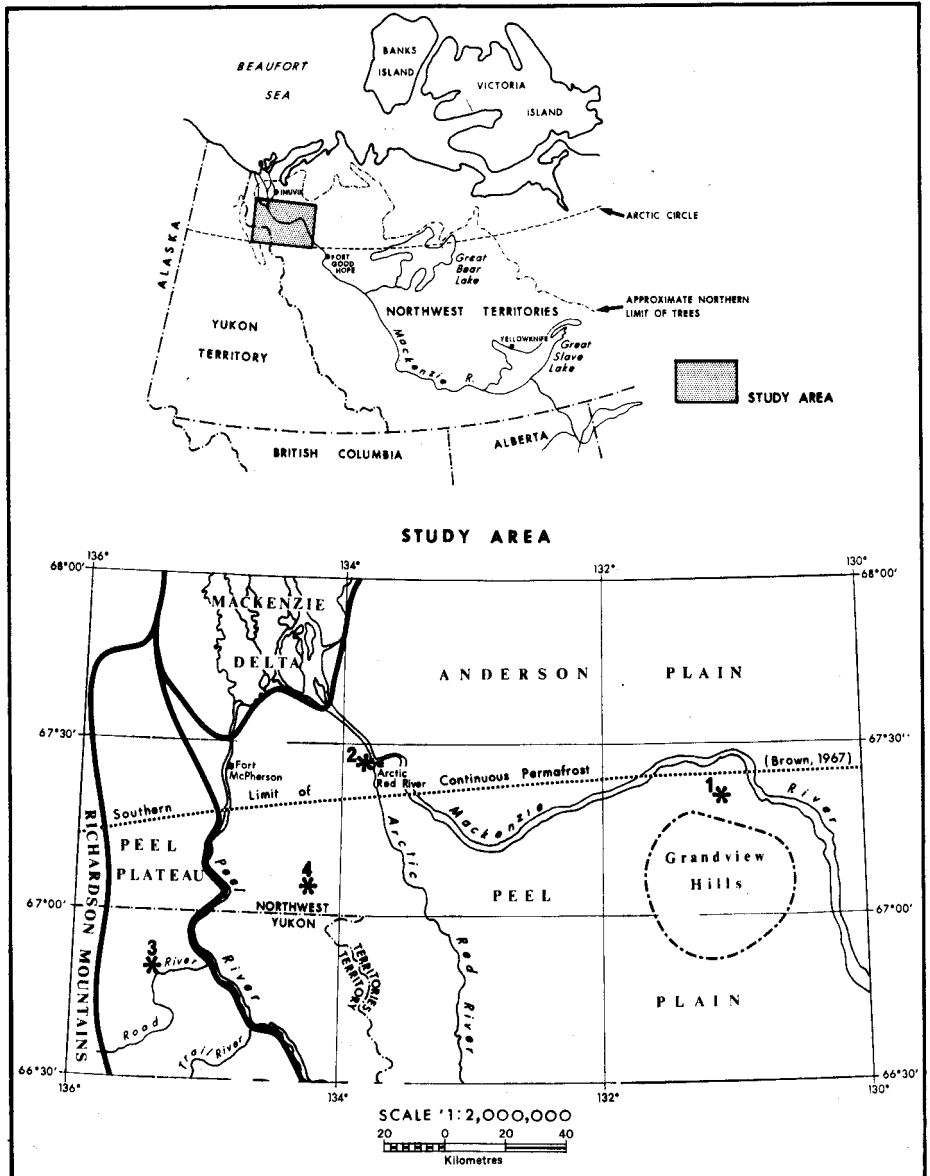 BEAUFORT
SEA
BANKS
ISLAND
VICTORIA
ISLAND
INUVIK
ARCTIC CIRCLE
ALASKA
FORT
GOOD
HOPE
Great
Bear
Lake
NORTHWEST TERRITORIES
APPROXIMATE NORTHERN
LIMIT OF TREES
YUKON
TERRITORY
Mackenzie R.
YELLOWKNIFE
Great
Slave
Lake
STUDY AREA
BRITISH COLUMBIA
ALBERTA
STUDY AREA
136° 134° 132° 130°
68°00' 68°00'
MACKENZIE
DELTA
ANDERSON PLAIN
67°30' 67°30'
Fort
McPherson
2
Arctic
Red River
Southern Limit of Continuous Permafrost (Brown, 1967)
1
Mackenzie River
RICHARDSON MOUNTAINS
PEEL
PLATEAU
Peel River
4
Arctic Red River
PEEL
Grandview
Hills
67°00' 67°00'
NORTHWEST
YUKON
TERRITORIES
TERRITORY
3
Road River
Trail River
PLAIN
66°30' 66°30'
136° 134° 132° 130°
SCALE '1:2,000,000
20 0 20 40
Kilometres